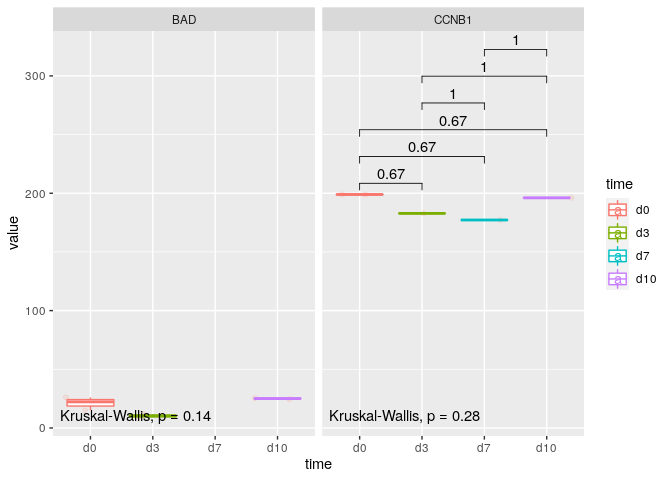 BAD
CCNB1
value
300
200
100
0
1
1
1
0.67
0.67
0.67
Kruskal-Wallis, p = 0.14
Kruskal-Wallis, p = 0.28
d0
d3
d7
d10
d0
d3
d7
d10
time
time
a d0
a d3
a d7
a d10